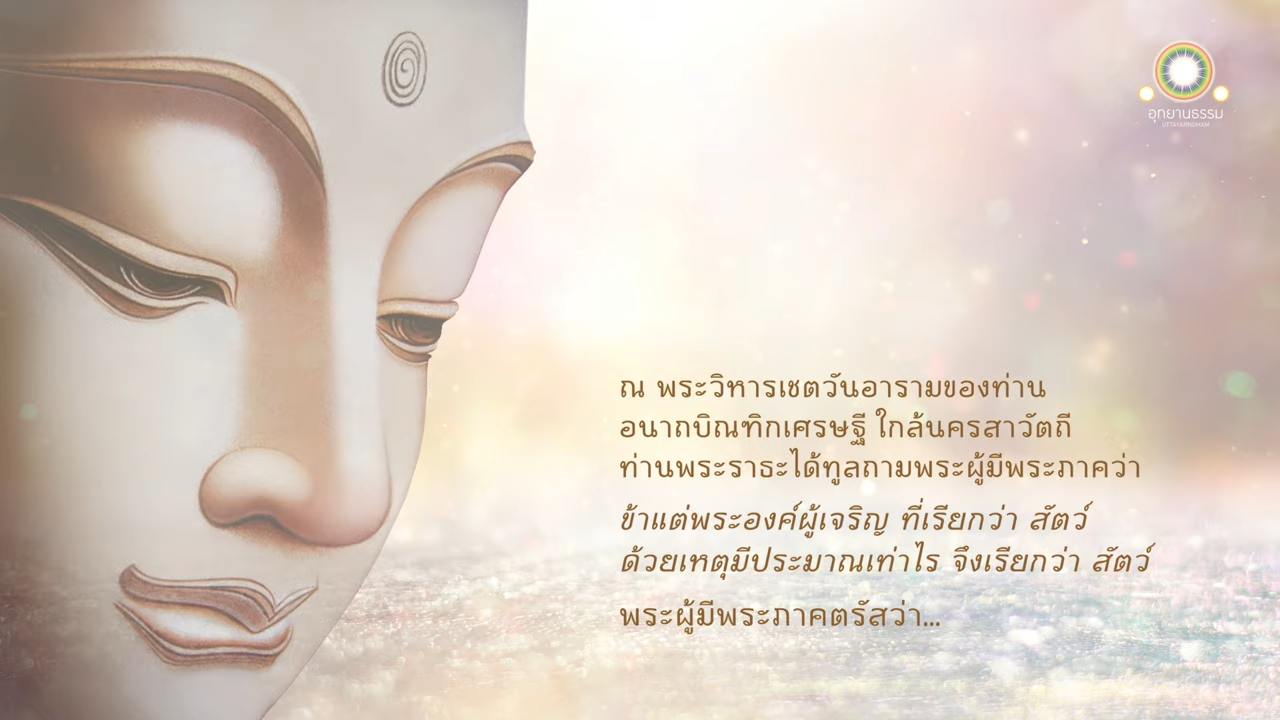 อุทยานธรรม
UTTAYARNDHAM
ณ พระวิหารเชตวันอารามของท่าน
อนาถบิณฑิกเศรษฐี ใกล้นครสาวัตถี
ท่านพระราธะได้ทูลถามพระผู้มีพระภาคว่า
ข้าแต่พระองค์ผู้เจริญ ที่เรียกว่า สัตว์
ด้วยเหตุมีประมาณเท่าไร จึงเรียกว่า สัตว์
พระผู้มีพระภาคตรัสว่า...